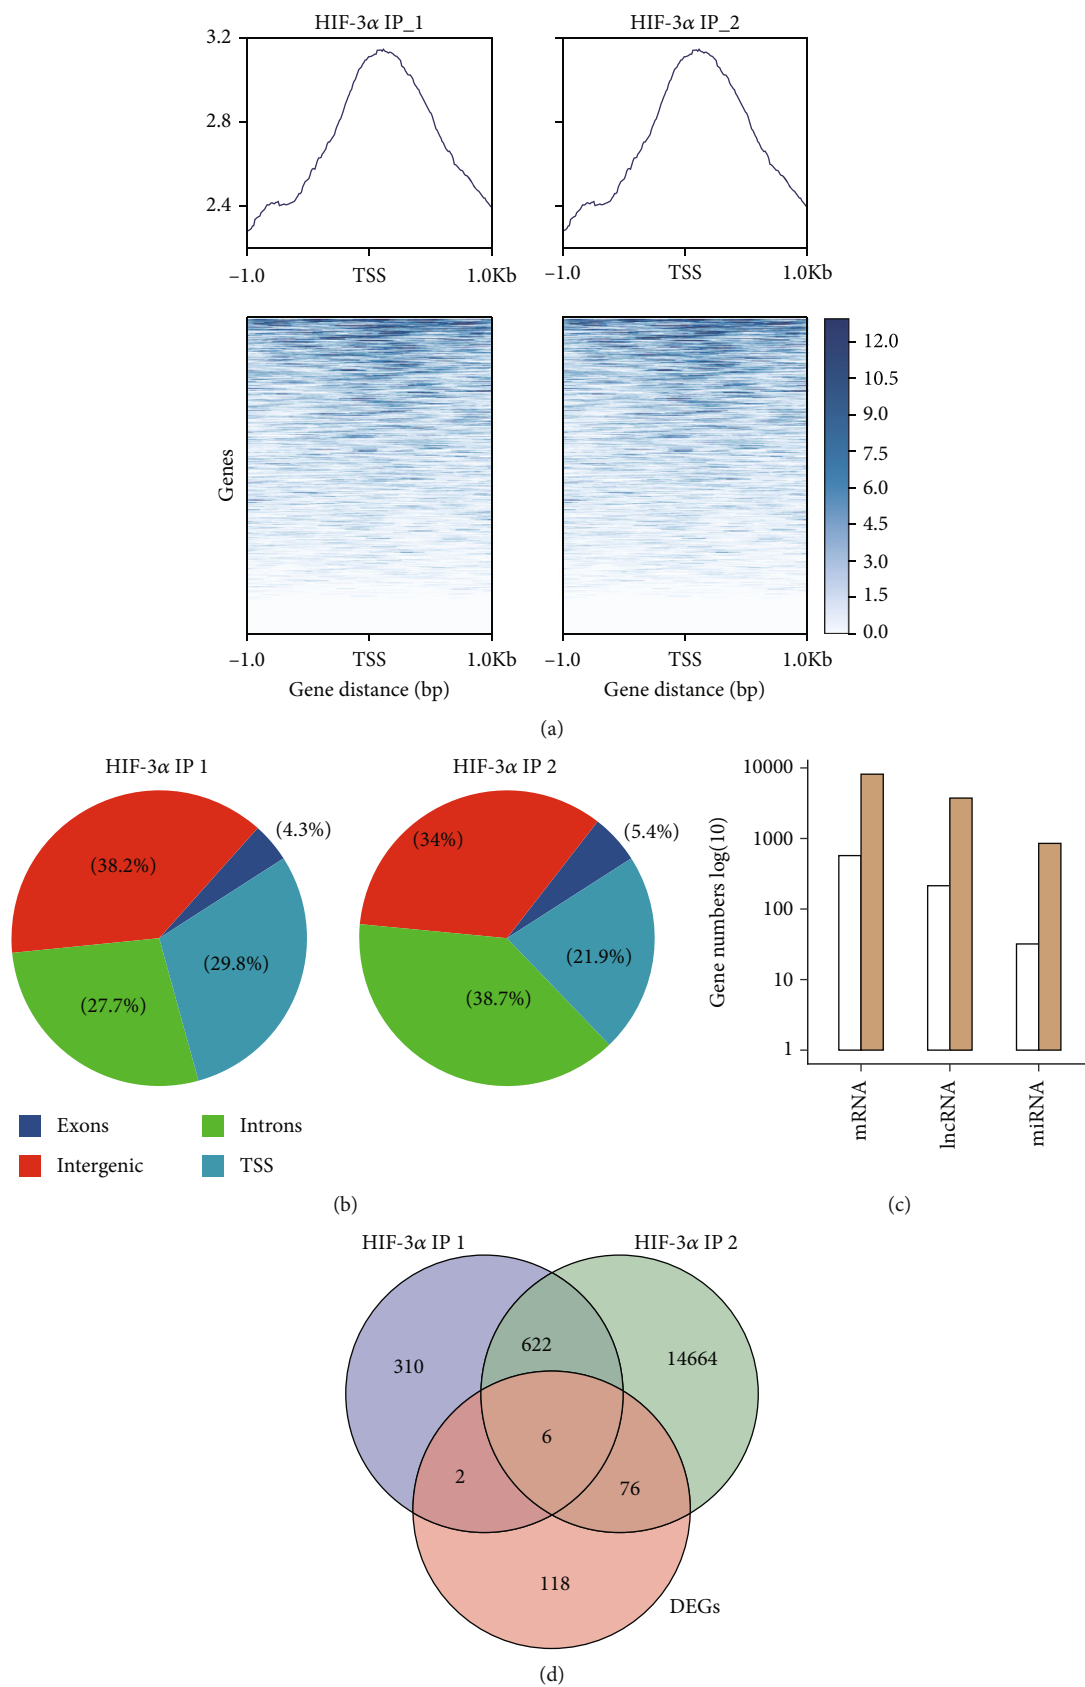 HIF-3α IP_1
HIF-3α IP_2
3.2
2.8
2.4
−1.0 TSS 1.0Kb
−1.0 TSS 1.0Kb
Genes
12.0
10.5
9.0
7.5
6.0
4.5
3.0
1.5
0.0
−1.0 TSS 1.0Kb
−1.0 TSS 1.0Kb
Gene distance (bp)
Gene distance (bp)
(a)
HIF-3α IP 1
(4.3%)
(38.2%)
(29.8%)
(27.7%)
HIF-3α IP 2
(5.4%)
(34%)
(21.9%)
(38.7%)
Exons
Introns
Intergenic
TSS
(b)
Gene numbers log(10)
10000
1000
100
10
1
mRNA
lncRNA
miRNA
(c)
HIF-3α IP 1
HIF-3α IP 2
622
310
14664
6
2
76
118
DEGs
(d)